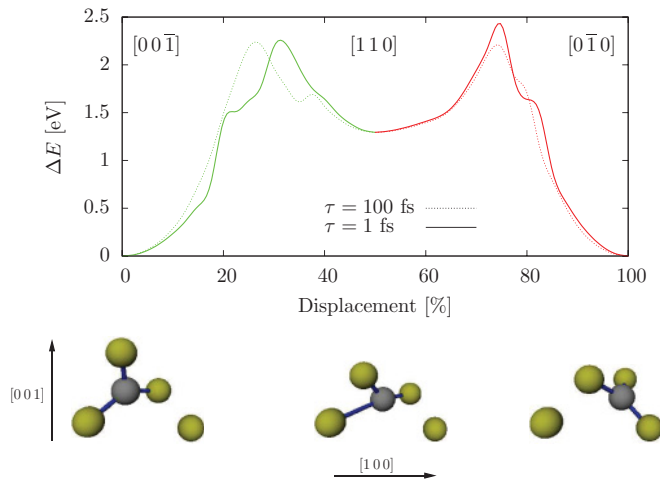 [0 0 1̅] [1 1 0] [0 1̅ 0]
2.5
2
1.5
1
0.5
0
ΔE [eV]
τ = 100 fs
τ = 1 fs
0 20 40 60 80 100
Displacement [%]
[0 0 1]
[1 0 0]